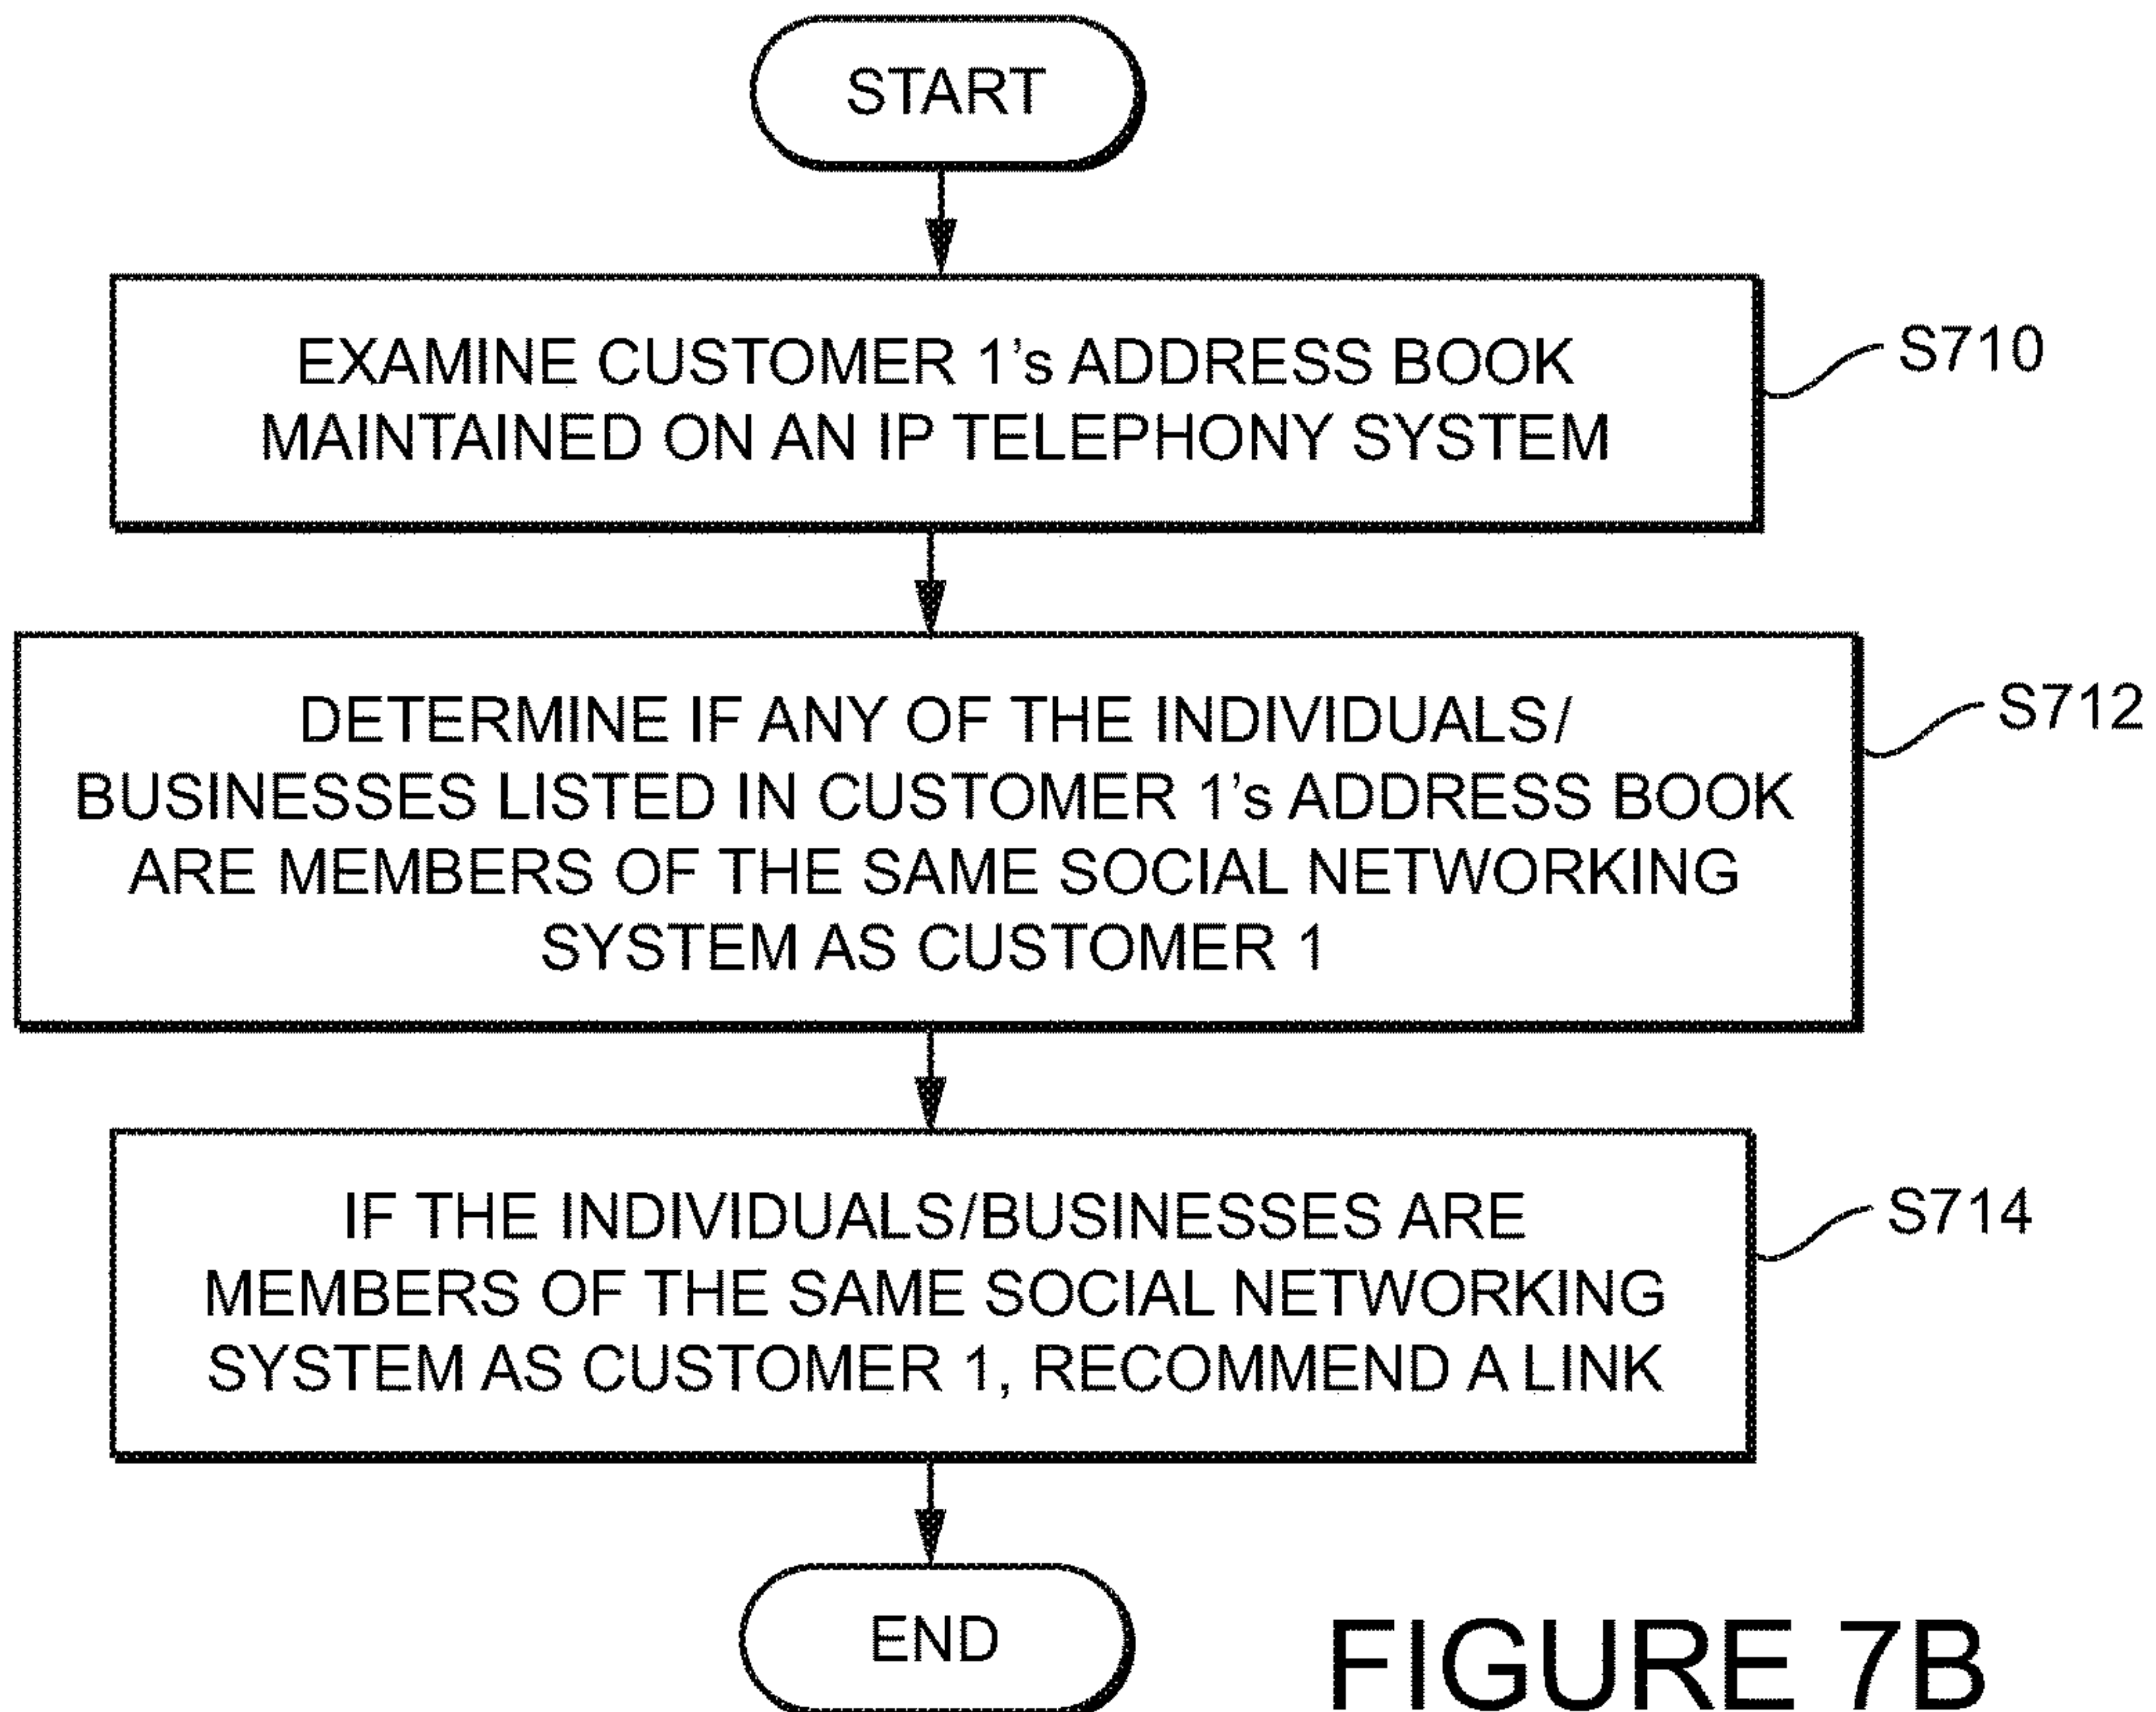 START
EXAMINE CUSTOMER 1’s ADDRESS BOOK
MAINTAINED ON AN IP TELEPHONY SYSTEM
S710
DETERMINE IF ANY OF THE INDIVIDUALS/
BUSINESSES LISTED IN CUSTOMER 1’s ADDRESS BOOK
ARE MEMBERS OF THE SAME SOCIAL NETWORKING
SYSTEM AS CUSTOMER 1
S712
IF THE INDIVIDUALS/BUSINESSES ARE
MEMBERS OF THE SAME SOCIAL NETWORKING
SYSTEM AS CUSTOMER 1, RECOMMEND A LINK
S714
END
FIGURE 7B